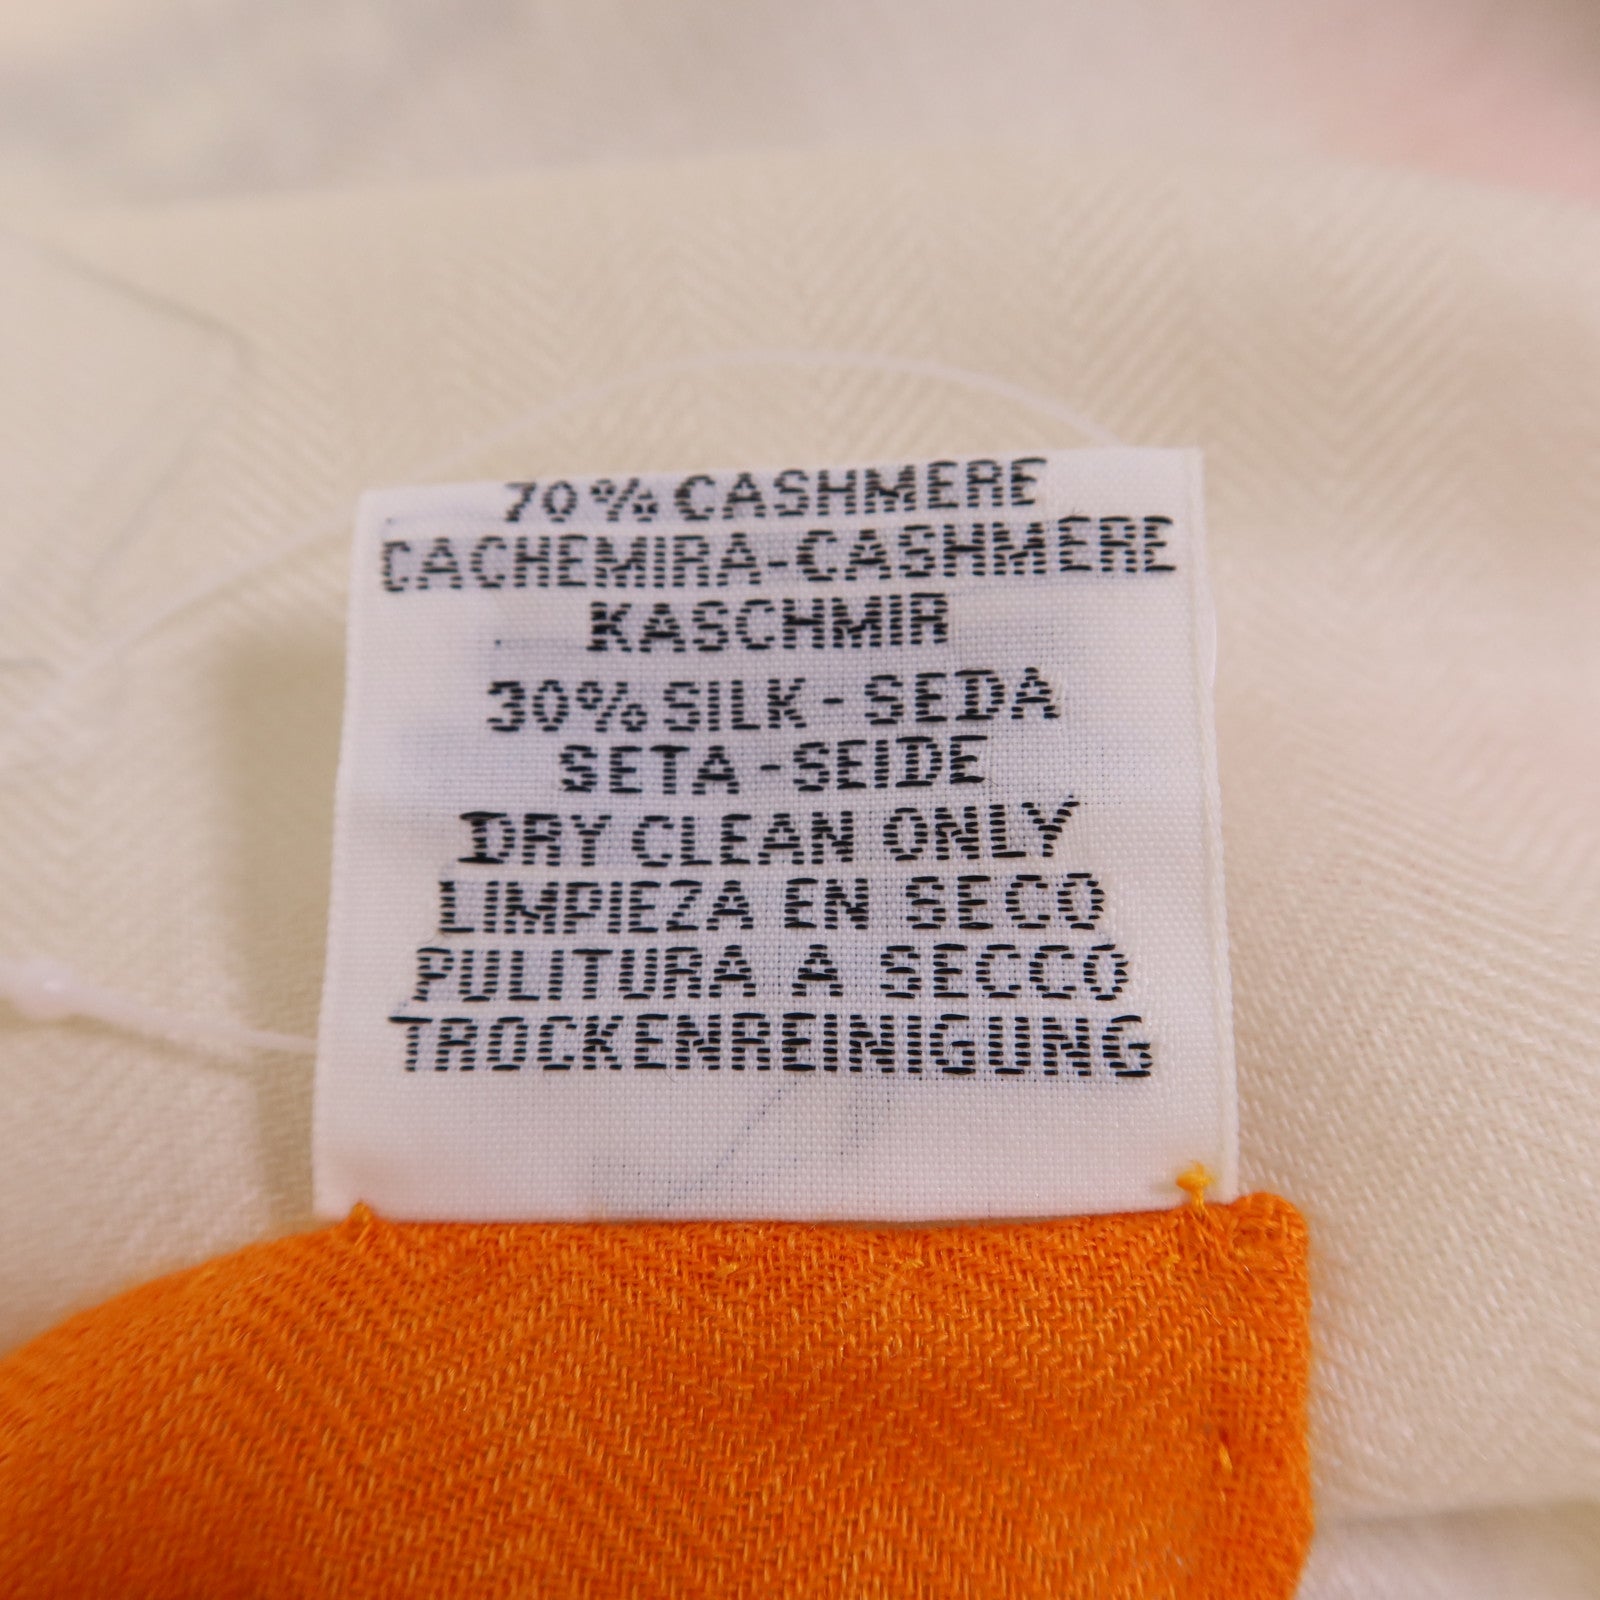 70% CASHMERE
CACHEMIRA-CASHMERE
KASCHMIR
30% SILK - SEDA
SETA - SEIDE
DRY CLEAN ONLY
LIMPIEZA EN SECO
PULITURA A SECCO
TROCKENREINIGUNG